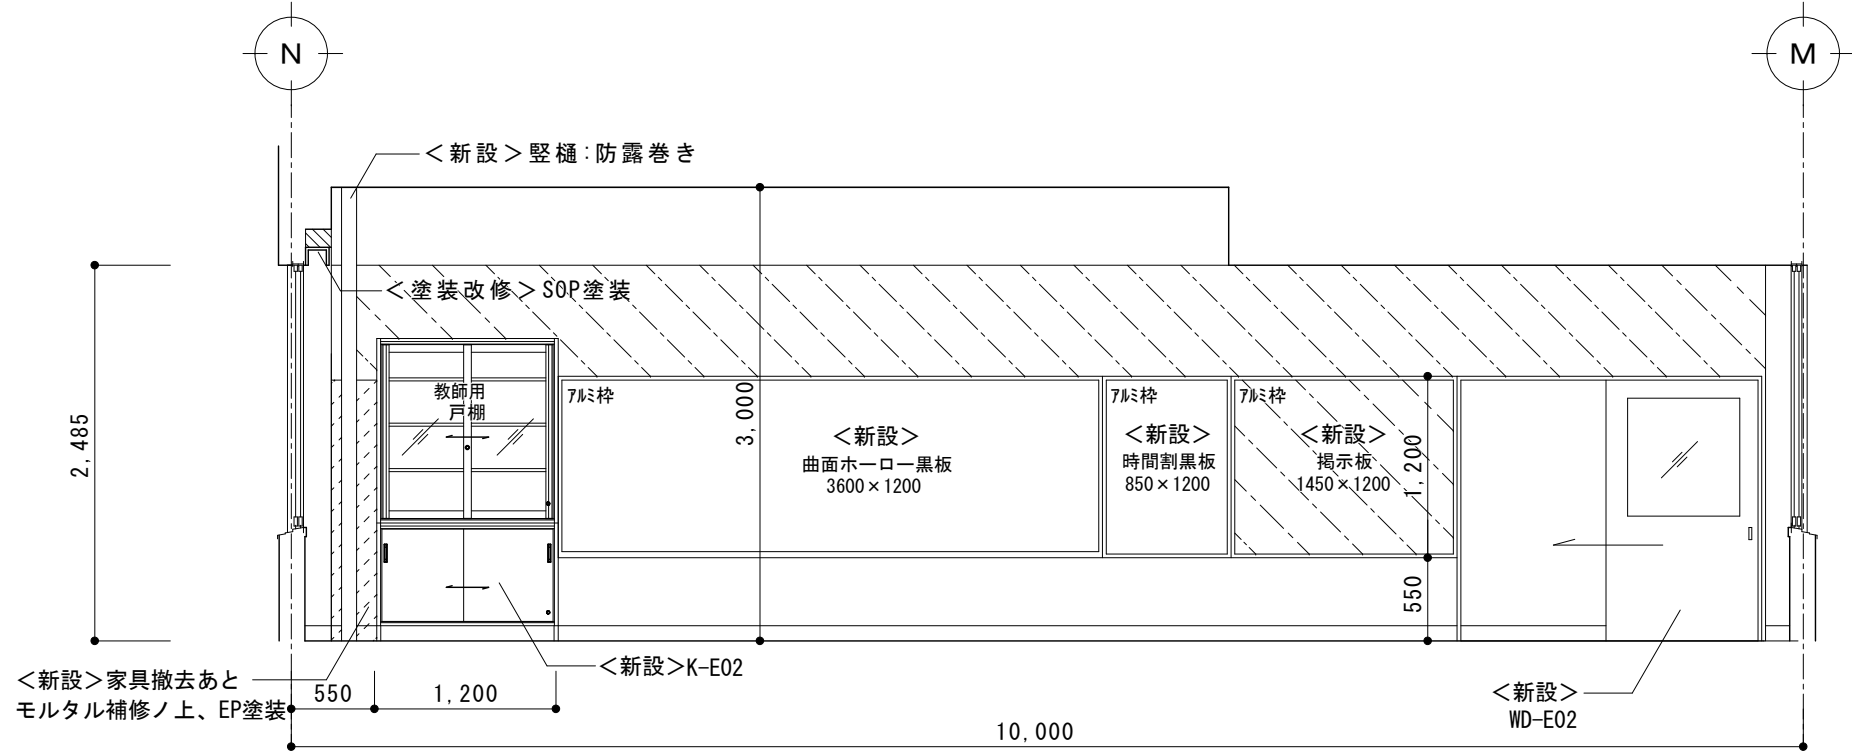 N
M
＜新設＞竪樋:防露巻き
＜塗装改修＞SOP塗装
2,485
3,000
教師用
戸棚
ｱﾙﾐ枠
＜新設＞
曲面ホーロー黒板
3600×1200
ｱﾙﾐ枠
＜新設＞
時間割黒板
850×1200
ｱﾙﾐ枠
＜新設＞
掲示板
1450×1200
1,200
550
＜新設＞家具撤去あと
モルタル補修ノ上、EP塗装
550
1,200
＜新設＞K-E02
＜新設＞
WD-E02
10,000